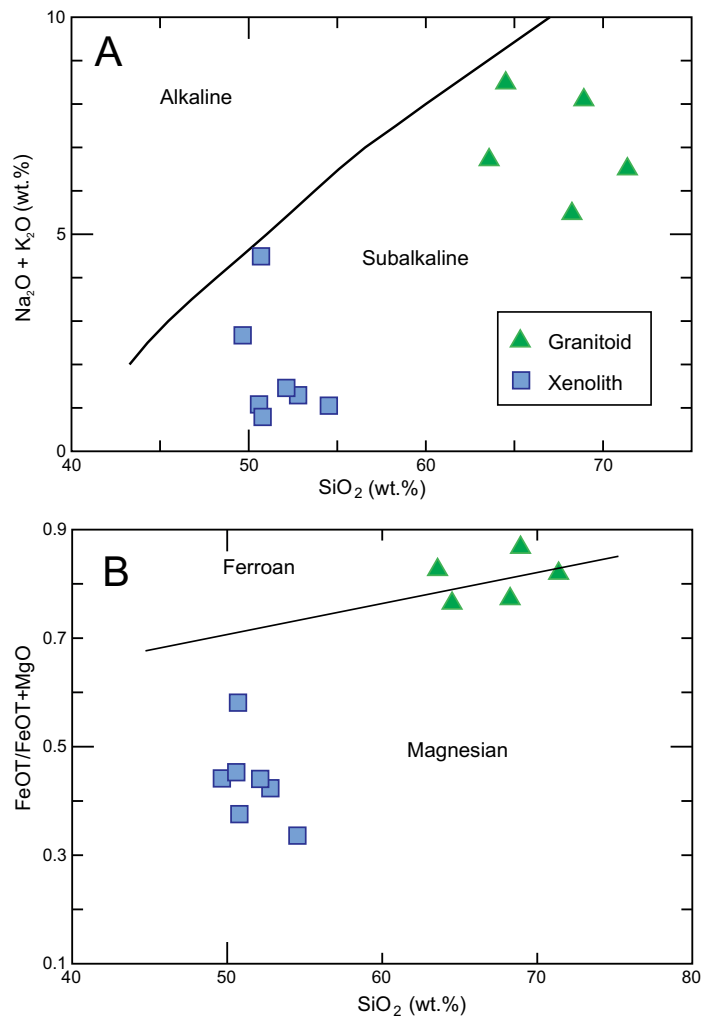 10
A
Alkaline
5
Subalkaline
Na₂O + K₂O (wt.%)
Granitoid
Xenolith
0
40
50
60
70
SiO₂ (wt.%)
0.9
B
Ferroan
0.7
FeOT/FeOT+MgO
0.5
Magnesian
0.3
0.1
40
50
60
70
80
SiO₂ (wt.%)